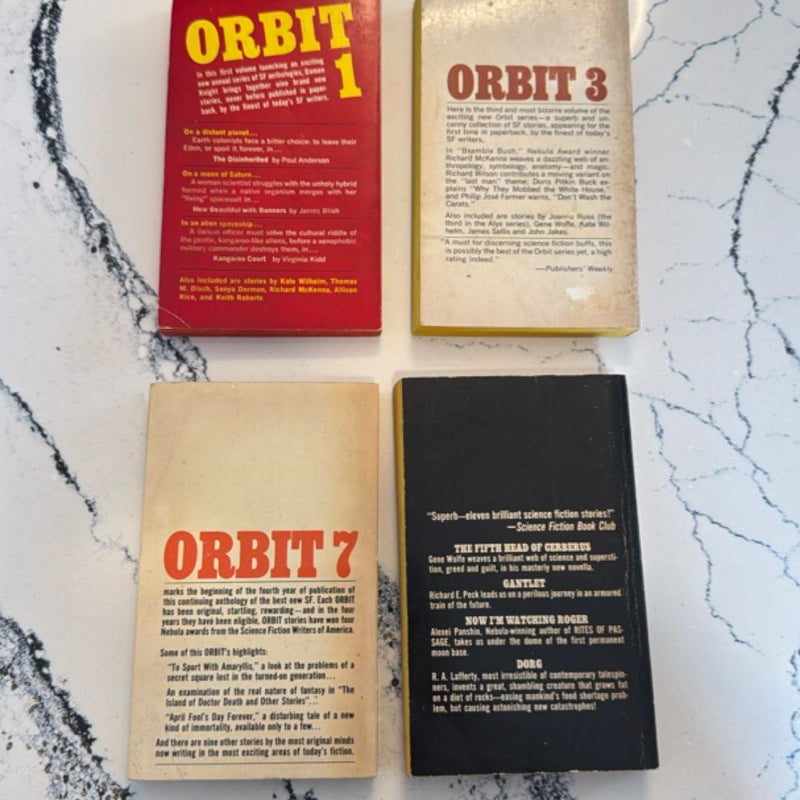 ORBIT
1
In this first volume launching an exciting
new annual series of SF anthologies, Damon
Knight brings together nine brand new
stories, never before published in paper-
back, by the finest of today's SF writers.
On a distant planet...
Earth colonists face a bitter choice: to leave their
Eden, or spoil it forever, in...
The Disinherited by Poul Anderson
On a moon of Saturn...
A woman scientist struggles with the unholy hybrid
formed when a native organism merges with her
"living" spacesuit in...
How Beautiful with Banners by James Blish
In an alien spaceship...
A liaison officer must solve the cultural riddle of
the gentle, kangaroo-like aliens, before a xenophobic
military commander destroys them, in...
Kangaroo Court by Virginia Kidd
Also included are stories by Kate Wilhelm, Thomas
M. Disch, Sonya Dorman, Richard McKenna, Allison
Rice, and Keith Roberts
ORBIT 3
Here is the third and most bizarre volume of the
exciting new Orbit series—a superb and un-
canny collection of SF stories, appearing for the
first time in paperback, by the finest of today's
SF writers.
In "Bramble Bush," Nebula Award winner
Richard McKenna weaves a dazzling web of an-
thropology, symbology, anatomy—and magic.
Richard Wilson contributes a moving variant on
the "last man" theme; Doris Pitkin Buck ex-
plains "Why They Mobbed the White House,"
and Philip José Farmer warns, "Don't Wash the
Carats."
Also included are stories by Joanna Russ (the
third in the Alyx series), Gene Wolfe, Kate Wil-
helm, James Sallis and John Jakes.
"A must for discerning science fiction buffs, this
is possibly the best of the Orbit series yet, a high
rating indeed."
—Publishers' Weekly
ORBIT 7
marks the beginning of the fourth year of publication of
this continuing anthology of the best new SF. Each ORBIT
has been original, startling, rewarding—and in the four
years they have been eligible, ORBIT stories have won four
Nebula awards from the Science Fiction Writers of America.
Some of this ORBIT'S highlights:
"To Sport With Amaryllis," a look at the problems of a
secret square lost in the turned-on generation...
An examination of the real nature of fantasy in "The
Island of Doctor Death and Other Stories"...
"April Fool's Day Forever," a disturbing tale of a new
kind of immortality, available only to a few...
And there are nine other stories by the most original minds
now writing in the most exciting areas of today's fiction.
"Superb—eleven brilliant science fiction stories!"
—Science Fiction Book Club
THE FIFTH HEAD OF CERBERUS
Gene Wolfe weaves a brilliant web of science and supersti-
tion, greed and guilt, in his masterly new novella.
GANTLET
Richard E. Peck leads us on a perilous journey in an armored
train of the future.
NOW I'M WATCHING ROGER
Alexei Panshin, Nebula-winning author of RITES OF PAS-
SAGE, takes us under the dome of the first permanent
moon base.
DORG
R. A. Lafferty, most irresistible of contemporary talespin-
ners, invents a great, shambling creature that grows fat
on a diet of rocks—easing mankind's food shortage prob-
lem, but causing astonishing new catastrophes!